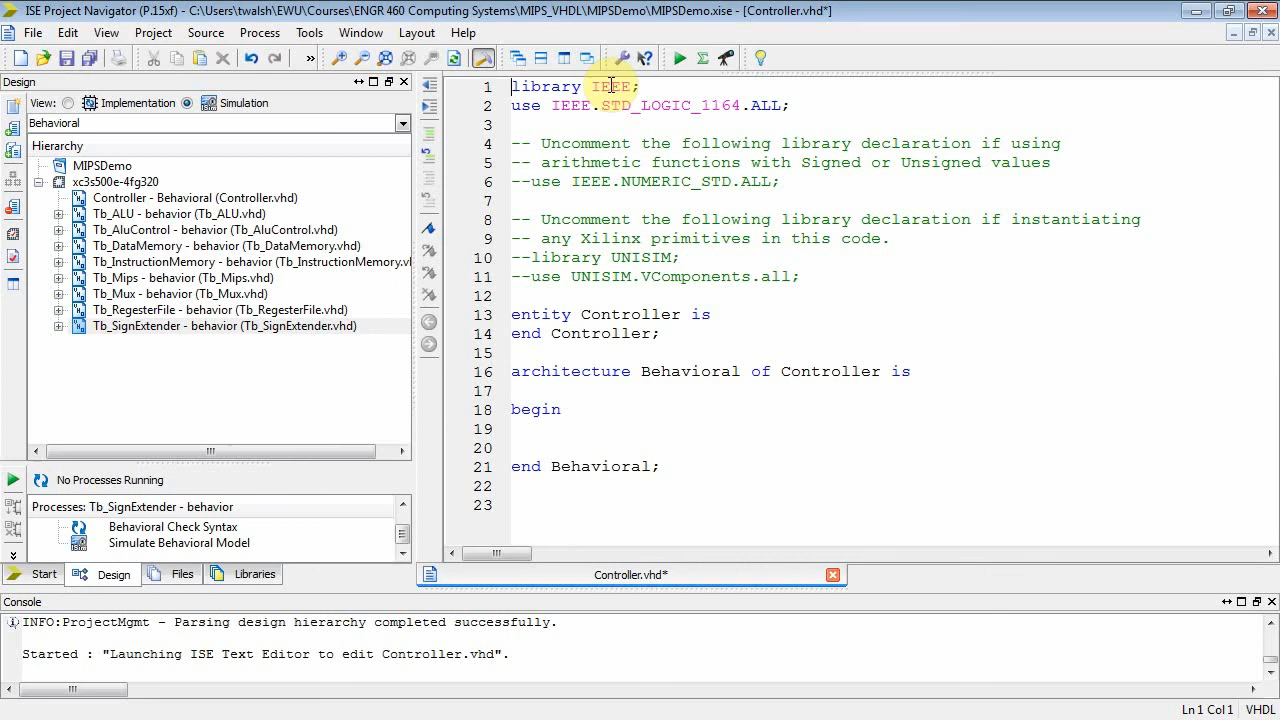 ISE Project Navigator (P.15xf) - C:\Users\twalsh\EWU\Courses\ENGR 460 Computing Systems\MIPS_VHDL\MIPSDemo\MIPSDemo.xise - [Controller.vhd*]
File Edit View Project Source Process Tools Window Layout Help
»
Design
View: Implementation Simulation
Behavioral
Hierarchy
MIPSDemo
xc3s500e-4fg320
Controller - Behavioral (Controller.vhd)
Tb_ALU - behavior (Tb_ALU.vhd)
Tb_AluControl - behavior (Tb_AluControl.vhd)
Tb_DataMemory - behavior (Tb_DataMemory.vhd)
Tb_InstructionMemory - behavior (Tb_InstructionMemory.vh
Tb_Mips - behavior (Tb_Mips.vhd)
Tb_Mux - behavior (Tb_Mux.vhd)
Tb_RegesterFile - behavior (Tb_RegesterFile.vhd)
Tb_SignExtender - behavior (Tb_SignExtender.vhd)
No Processes Running
Processes: Tb_SignExtender - behavior
Behavioral Check Syntax
Simulate Behavioral Model
Start Design Files Libraries
1 library IEEE;
2 use IEEE.STD_LOGIC_1164.ALL;
3
4 -- Uncomment the following library declaration if using
5 -- arithmetic functions with Signed or Unsigned values
6 --use IEEE.NUMERIC_STD.ALL;
7
8 -- Uncomment the following library declaration if instantiating
9 -- any Xilinx primitives in this code.
10 --library UNISIM;
11 --use UNISIM.VComponents.all;
12
13 entity Controller is
14 end Controller;
15
16 architecture Behavioral of Controller is
17
18 begin
19
20
21 end Behavioral;
22
23
Controller.vhd*
Console
INFO:ProjectMgmt - Parsing design hierarchy completed successfully.
Started : "Launching ISE Text Editor to edit Controller.vhd".
Ln 1 Col 1 VHDL